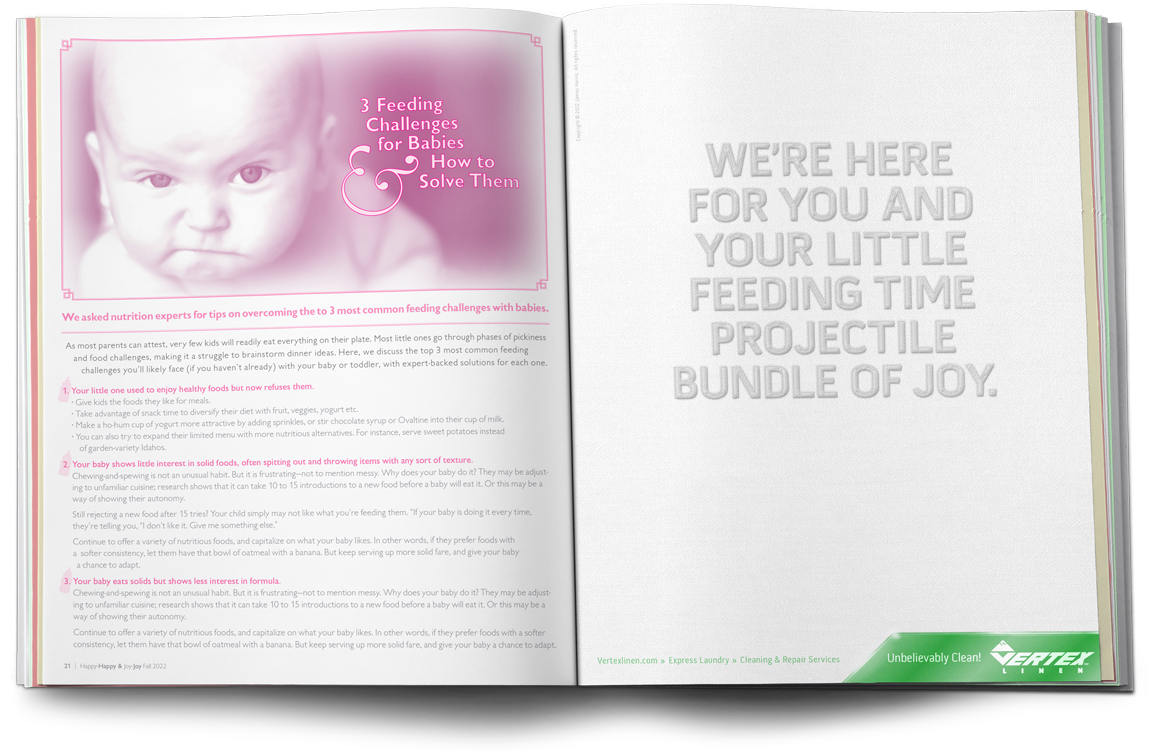 3 Feeding
Challenges
for Babies
& How to
Solve Them
We asked nutrition experts for tips on overcoming the to 3 most common feeding challenges with babies.
As most parents can attest, very few kids will readily eat everything on their plate. Most little ones go through phases of pickiness
and food challenges, making it a struggle to brainstorm dinner ideas. Here, we discuss the top 3 most common feeding
challenges you'll likely face (if you haven't already) with your baby or toddler, with expert-backed solutions for each one.
1. Your little one used to enjoy healthy foods but now refuses them.
• Give kids the foods they like for meals.
• Take advantage of snack time to diversify their diet with fruit, veggies, yogurt etc.
• Make a ho-hum cup of yogurt more attractive by adding sprinkles, or stir chocolate syrup or Ovaltine into their cup of milk.
• You can also try to expand their limited menu with more nutritious alternatives. For instance, serve sweet potatoes instead
of garden-variety Idahos.
2. Your baby shows little interest in solid foods, often spitting out and throwing items with any sort of texture.
Chewing-and-spewing is not an unusual habit. But it is frustrating—not to mention messy. Why does your baby do it? They may be adjust-
ing to unfamiliar cuisine; research shows that it can take 10 to 15 introductions to a new food before a baby will eat it. Or this may be a
way of showing their autonomy.
Still rejecting a new food after 15 tries? Your child simply may not like what you're feeding them. "If your baby is doing it every time,
they're telling you, "I don't like it. Give me something else."
Continue to offer a variety of nutritious foods, and capitalize on what your baby likes. In other words, if they prefer foods with
a softer consistency, let them have that bowl of oatmeal with a banana. But keep serving up more solid fare, and give your baby
a chance to adapt.
3. Your baby eats solids but shows less interest in formula.
Chewing-and-spewing is not an unusual habit. But it is frustrating—not to mention messy. Why does your baby do it? They may be adjust-
ing to unfamiliar cuisine; research shows that it can take 10 to 15 introductions to a new food before a baby will eat it. Or this may be a
way of showing their autonomy.
Continue to offer a variety of nutritious foods, and capitalize on what your baby likes. In other words, if they prefer foods with a softer
consistency, let them have that bowl of oatmeal with a banana. But keep serving up more solid fare, and give your baby a chance to adapt.
21 | Happy-Happy & Joy-Joy Fall 2022
Copyright © 2022 All rights reserved.
WE'RE HERE
FOR YOU AND
YOUR LITTLE
FEEDING TIME
PROJECTILE
BUNDLE OF JOY.
Vertexlinen.com » Express Laundry » Cleaning & Repair Services
Unbelievably Clean!
VERTEX
LINEN